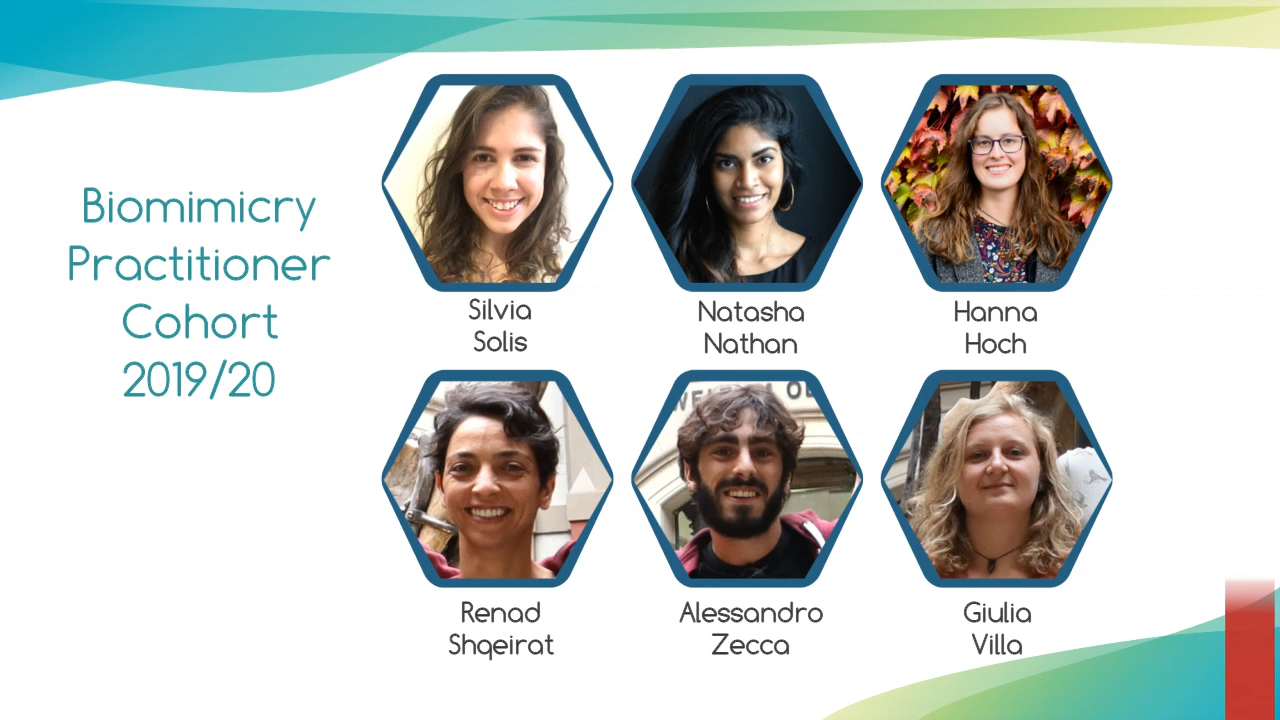 Biomimicry
Practitioner
Cohort
2019/20
Silvia
Solis
Natasha
Nathan
Hanna
Hoch
Renad
Shqeirat
Alessandro
Zecca
Giulia
Villa